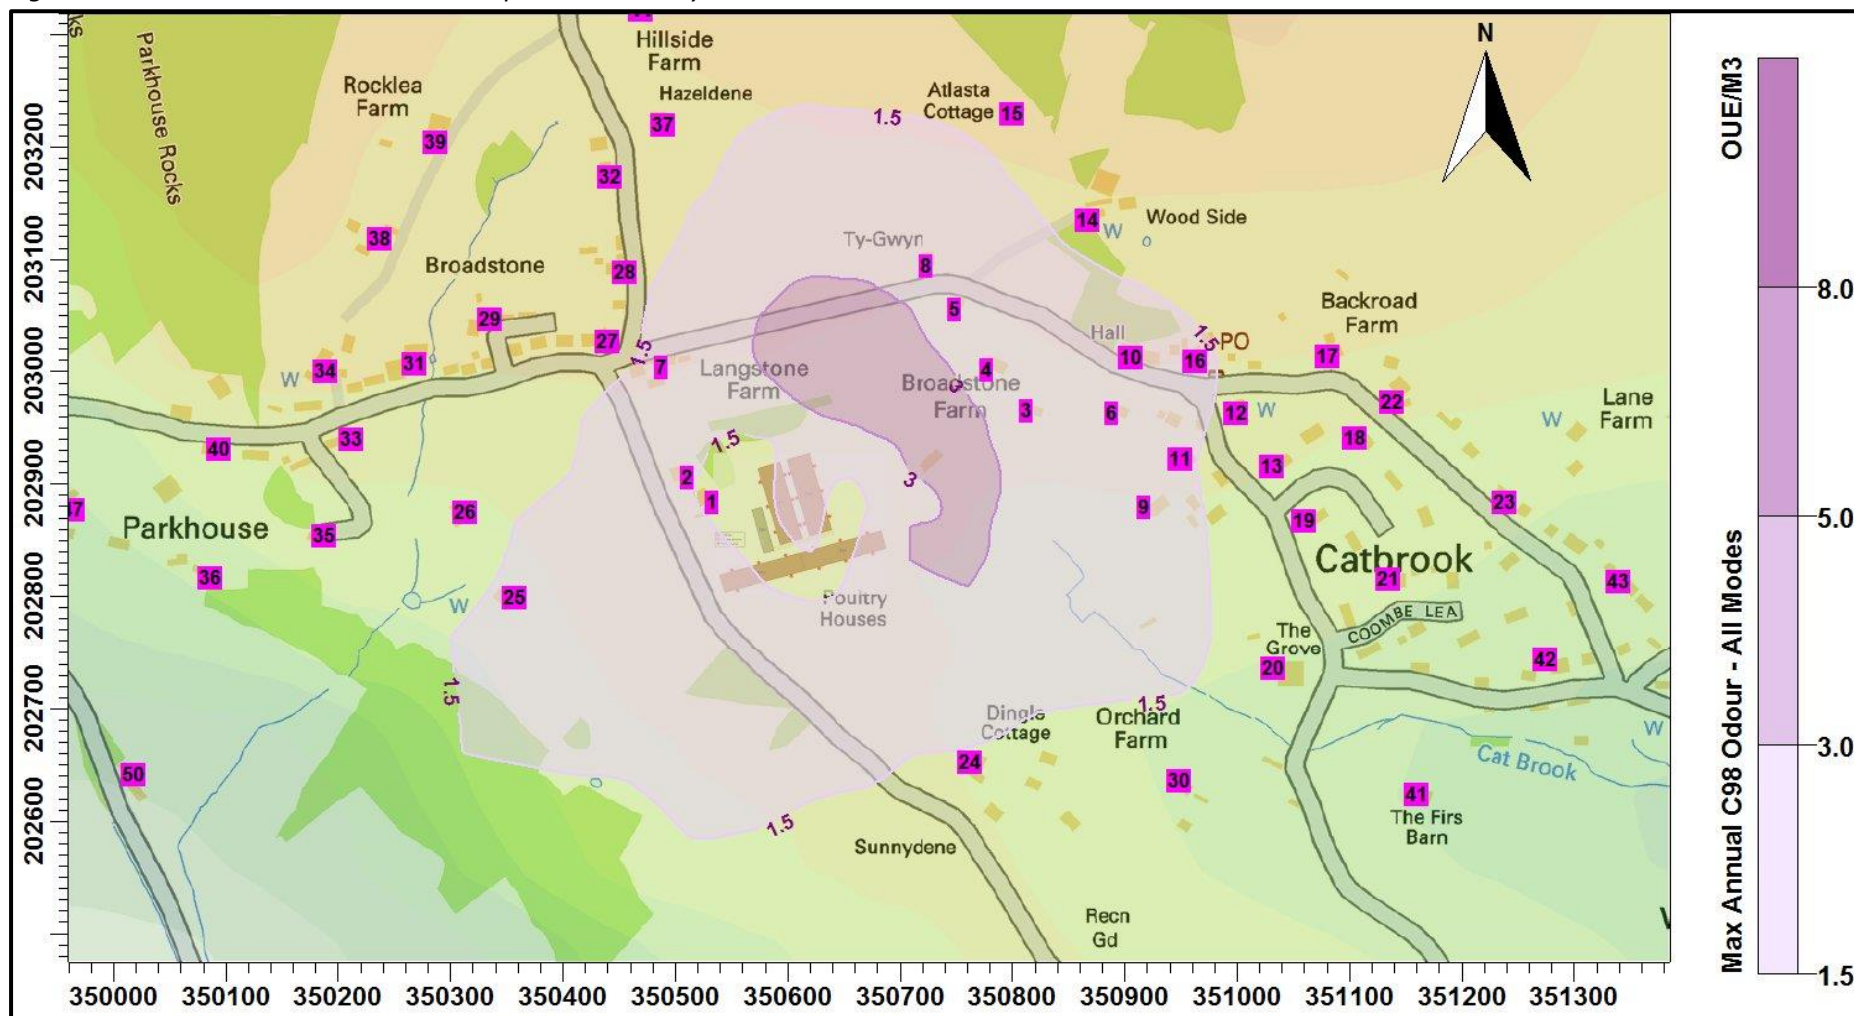 Parkhouse Rocks
Rocklea
Farm
Hillside
Farm
Hazeldene
Atlasta
Cottage
N
OUE/M3
203200
39
37
15
32
1.5
38
14
Wood Side
W
Ty-Gwyn
8
203100
Broadstone
28
5
Backroad
Farm
8.0
29
27
1.5
Hall
1.5
PO
34
31
7
Langstone
Farm
4
10
16
17
203000
W
Broadstone
Farm
3
3
6
12
W
22
W
Lane
Farm
33
40
1.5
11
18
13
202900
2
3
1
9
23
47
26
Parkhouse
35
19
5.0
Catbrook
36
21
43
202800
25
W
Poultry
Houses
COOMBE LEA
The
Grove
20
42
202700
1.5
Dingle
Cottage
1.5
Orchard
Farm
W
3.0
50
24
30
Cat Brook
41
The Firs
Barn
202600
1.5
Sunnydene
Recn
Gd
Max Annual C98 Odour - All Modes
1.5
350000 350100 350200 350300 350400 350500 350600 350700 350800 350900 351000 351100 351200 351300